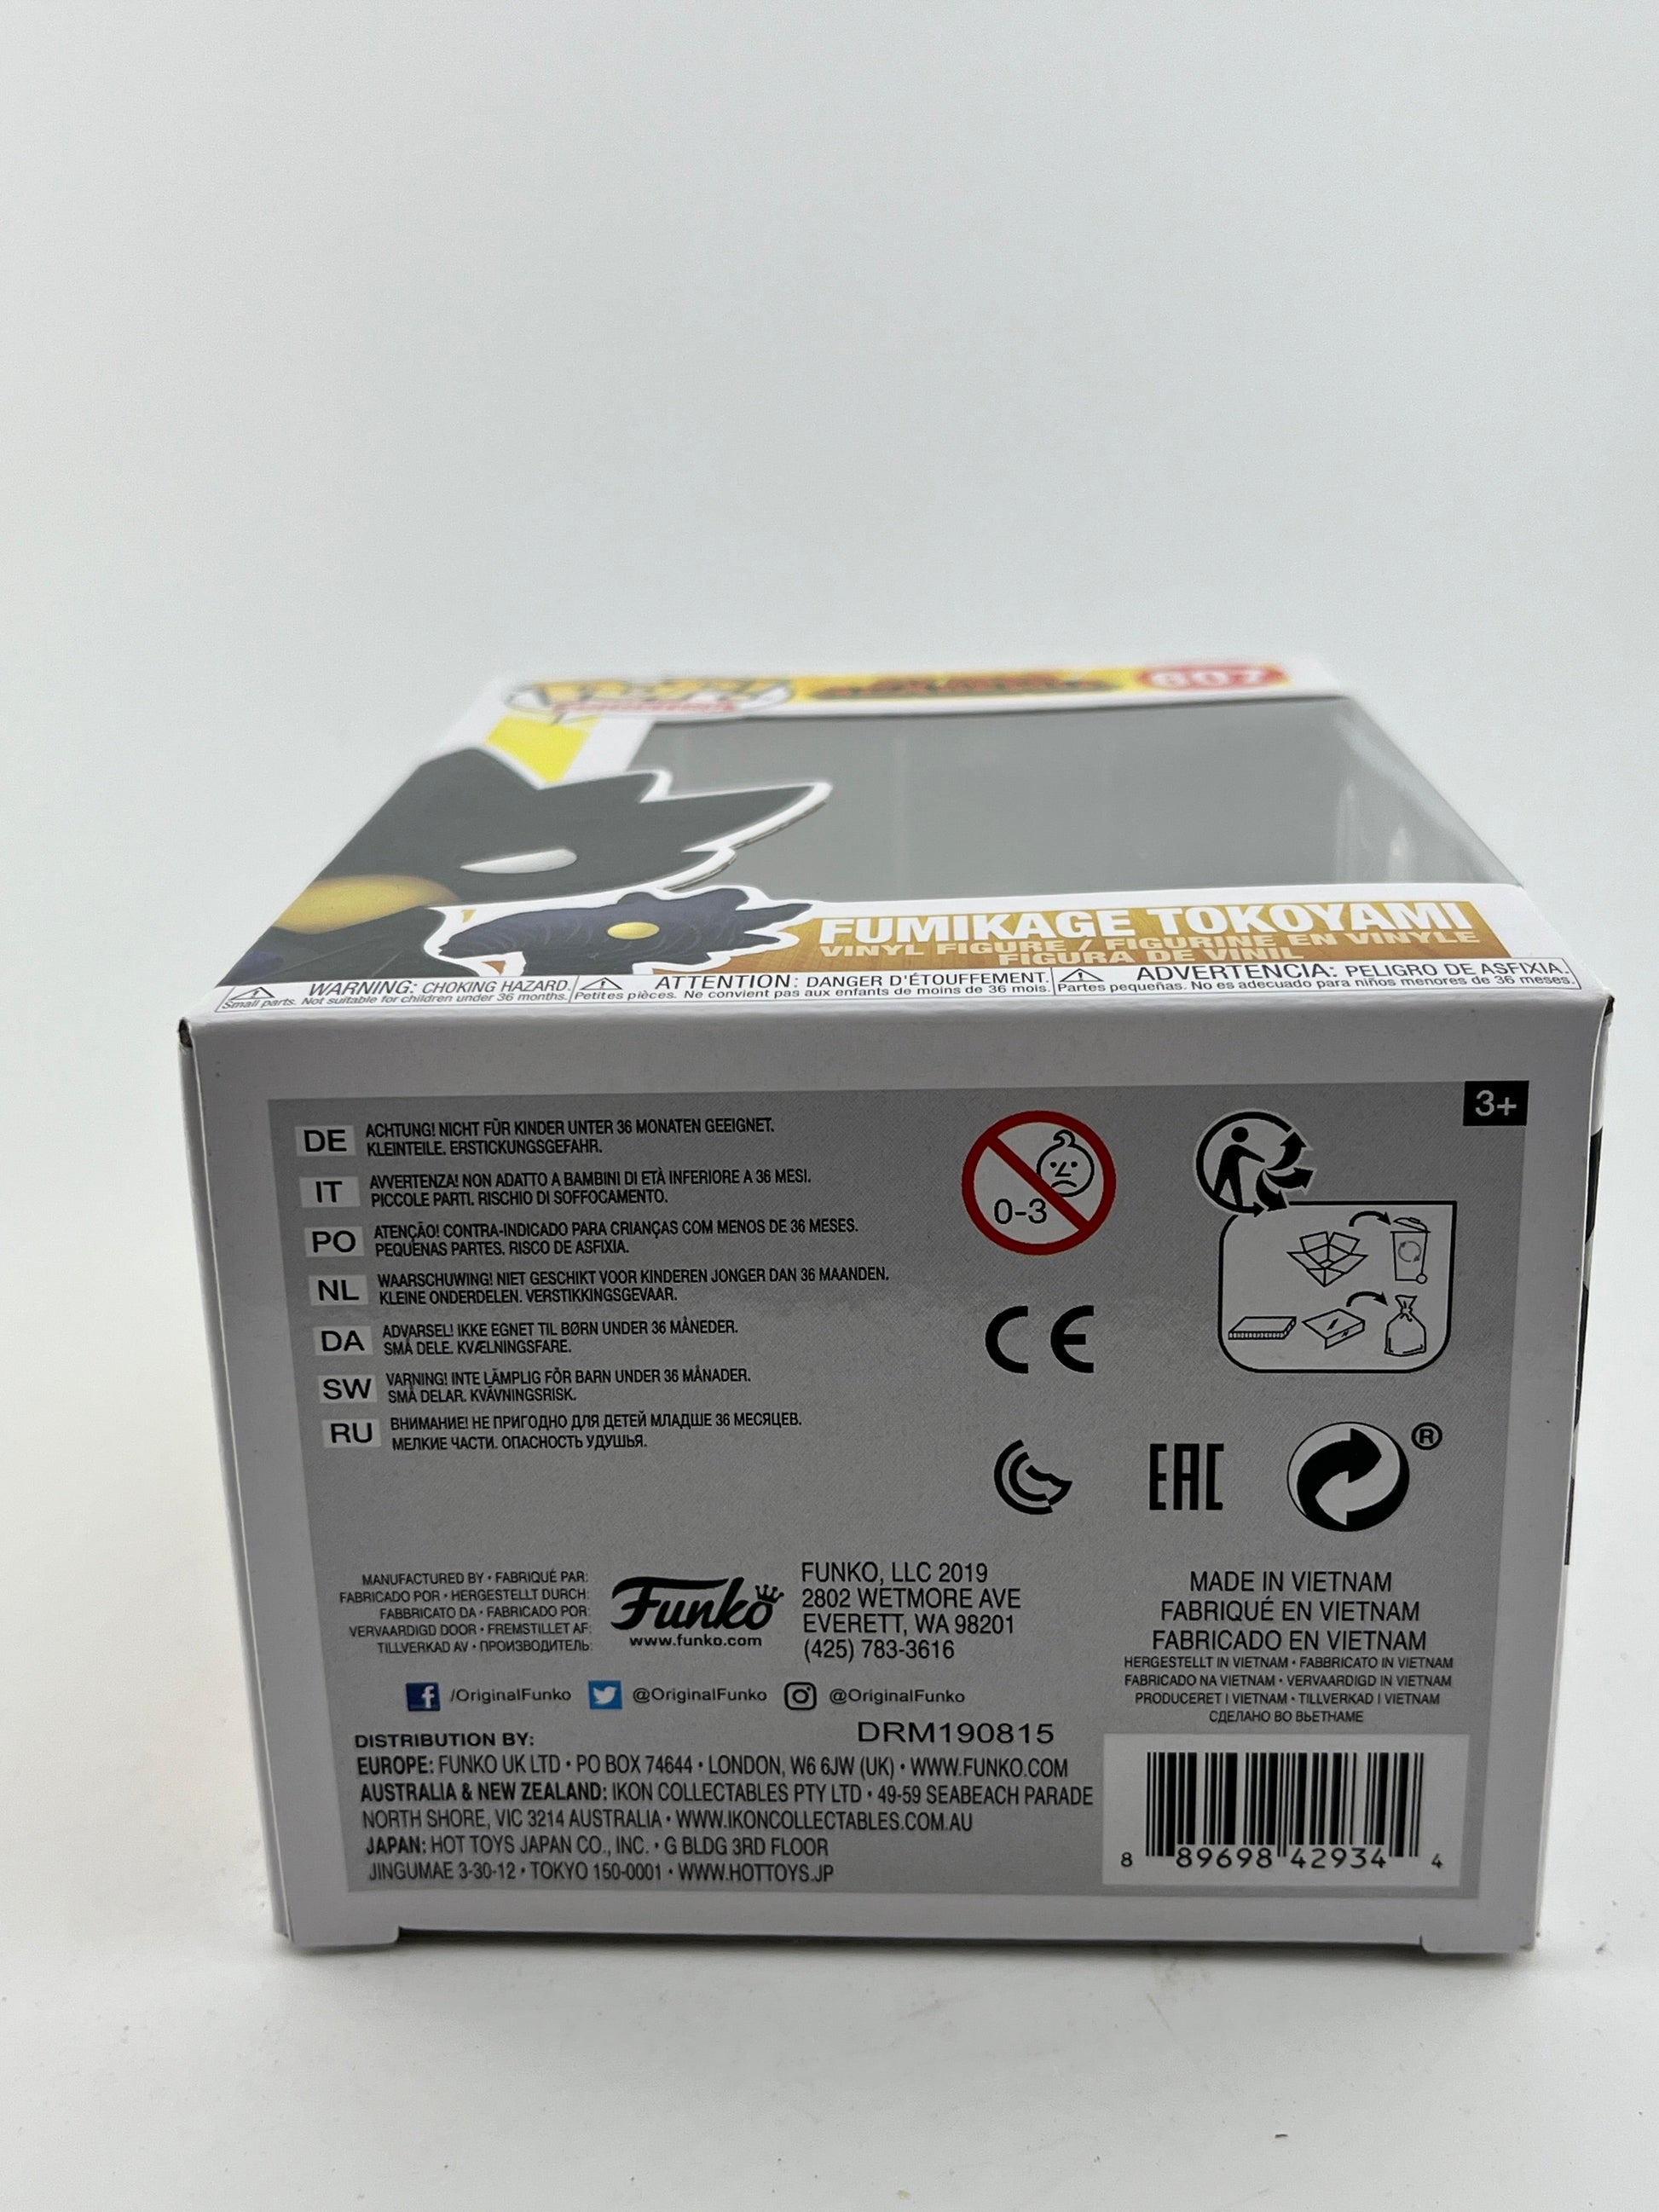 POP!
607
FUMIKAGE TOKOYAMI
VINYL FIGURE / FIGURINE EN VINYLE
FIGURA DE VINIL
WARNING: CHOKING HAZARD.
Small parts. Not suitable for children under 36 months.
ATTENTION: DANGER D'ÉTOUFFEMENT.
Petites pièces. Ne convient pas aux enfants de moins de 36 mois.
ADVERTENCIA: PELIGRO DE ASFIXIA.
Partes pequeñas. No es adecuado para niños menores de 36 meses.
3+
DE ACHTUNG! NICHT FÜR KINDER UNTER 36 MONATEN GEEIGNET.
KLEINTEILE. ERSTICKUNGSGEFAHR.
IT AVVERTENZA! NON ADATTO A BAMBINI DI ETÀ INFERIORE A 36 MESI.
PICCOLE PARTI. RISCHIO DI SOFFOCAMENTO.
PO ATENÇÃO! CONTRA-INDICADO PARA CRIANÇAS COM MENOS DE 36 MESES.
PEQUENAS PARTES. RISCO DE ASFIXIA.
NL WAARSCHUWING! NIET GESCHIKT VOOR KINDEREN JONGER DAN 36 MAANDEN.
KLEINE ONDERDELEN. VERSTIKKINGSGEVAAR.
DA ADVARSEL! IKKE EGNET TIL BØRN UNDER 36 MÅNEDER.
SMÅ DELE. KVÆLNINGSFARE.
SW VARNING! INTE LÄMPLIG FÖR BARN UNDER 36 MÅNADER.
SMÅ DELAR. KVÄVNINGSRISK.
RU ВНИМАНИЕ! НЕ ПРИГОДНО ДЛЯ ДЕТЕЙ МЛАДШЕ 36 МЕСЯЦЕВ.
МЕЛКИЕ ЧАСТИ. ОПАСНОСТЬ УДУШЬЯ.
0-3
CE
EAC
®
MANUFACTURED BY • FABRIQUÉ PAR:
FABRICADO POR • HERGESTELLT DURCH:
FABBRICATO DA • FABRICADO POR:
VERVAARDIGD DOOR • FREMSTILLET AF:
TILLVERKAD AV • ПРОИЗВОДИТЕЛЬ:
Funko
www.funko.com
FUNKO, LLC 2019
2802 WETMORE AVE
EVERETT, WA 98201
(425) 783-3616
MADE IN VIETNAM
FABRIQUÉ EN VIETNAM
FABRICADO EN VIETNAM
HERGESTELLT IN VIETNAM • FABBRICATO IN VIETNAM
FABRICADO NA VIETNAM • VERVAARDIGD IN VIETNAM
PRODUCERET I VIETNAM • TILLVERKAD I VIETNAM
СДЕЛАНО ВО ВЬЕТНАМЕ
/OriginalFunko @OriginalFunko @OriginalFunko
DRM190815
DISTRIBUTION BY:
EUROPE: FUNKO UK LTD • PO BOX 74644 • LONDON, W6 6JW (UK) • WWW.FUNKO.COM
AUSTRALIA & NEW ZEALAND: IKON COLLECTABLES PTY LTD • 49-59 SEABEACH PARADE
NORTH SHORE, VIC 3214 AUSTRALIA • WWW.IKONCOLLECTABLES.COM.AU
JAPAN: HOT TOYS JAPAN CO., INC. • G BLDG 3RD FLOOR
JINGUMAE 3-30-12 • TOKYO 150-0001 • WWW.HOTTOYS.JP
8 89698 42934 4